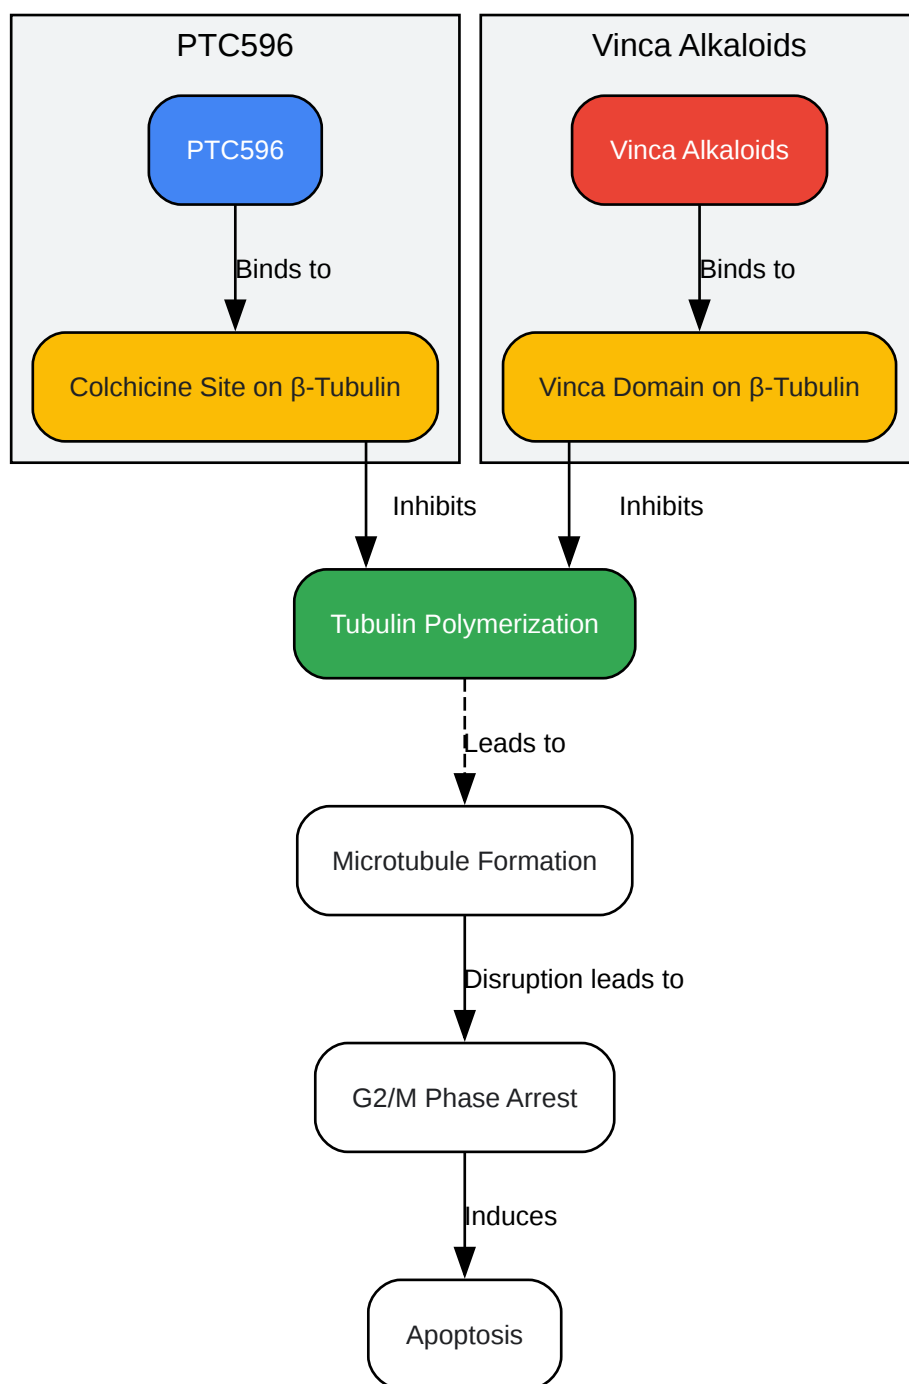 PTC596
Vinca Alkaloids
PTC596
Vinca Alkaloids
Binds to
Binds to
Colchicine Site on β-Tubulin
Vinca Domain on β-Tubulin
Inhibits
Inhibits
Tubulin Polymerization
Leads to
Microtubule Formation
Disruption leads to
G2/M Phase Arrest
Induces
Apoptosis